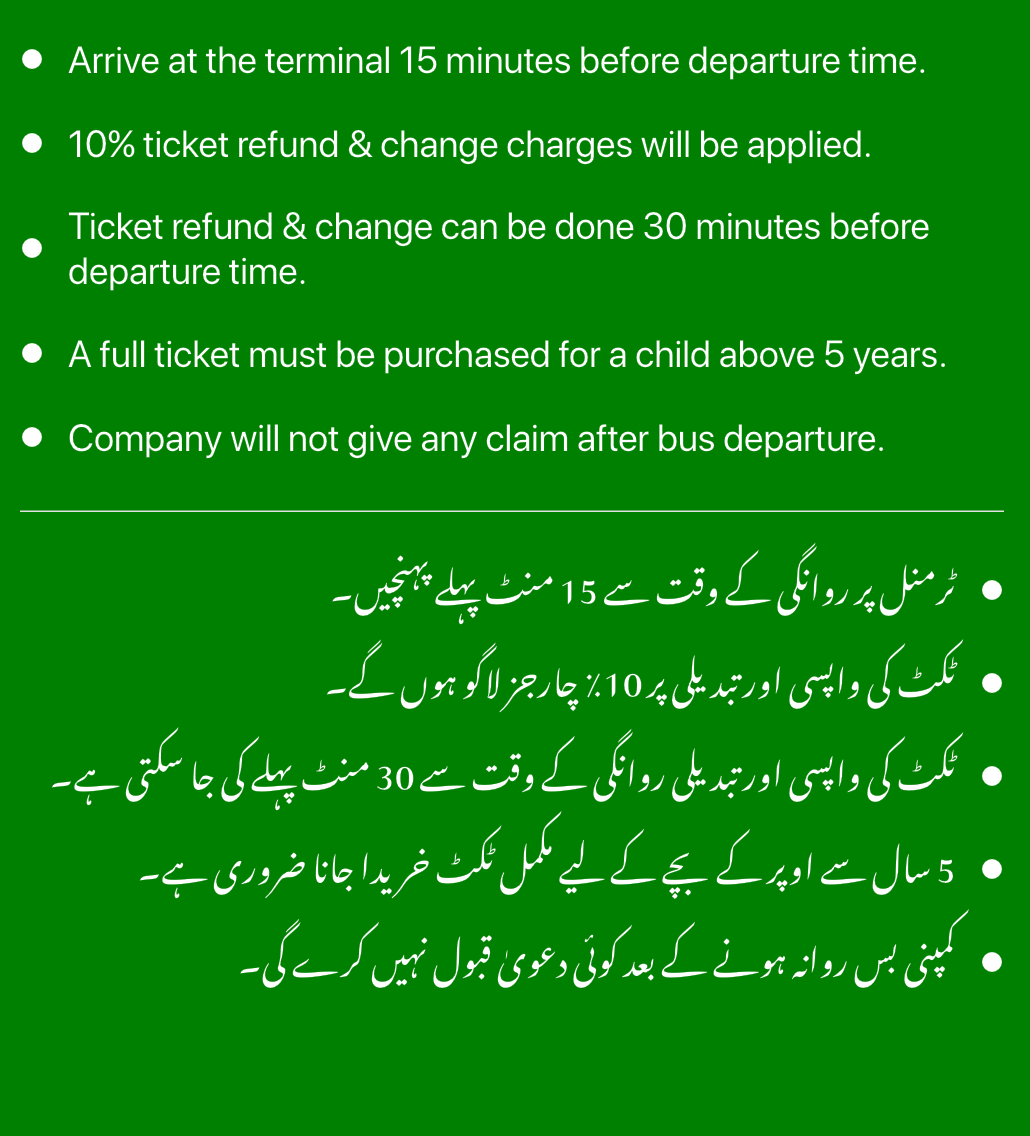 Arrive at the terminal 15 minutes before departure time.
10% ticket refund & change charges will be applied.
Ticket refund & change can be done 30 minutes before
departure time.
A full ticket must be purchased for a child above 5 years.
Company will not give any claim after bus departure.
ٹرمنل پر روانگی کے وقت سے 15 منٹ پہلے پہنچیں۔
ٹکٹ کی واپسی اور تبدیلی پر 10٪ چارجز لاگو ہوں گے۔
ٹکٹ کی واپسی اور تبدیلی روانگی کے وقت سے 30 منٹ پہلے کی جا سکتی ہے۔
5 سال سے اوپر کے بچے کے لیے مکمل ٹکٹ خریدا جانا ضروری ہے۔
کمپنی بس روانہ ہونے کے بعد کوئی دعویٰ قبول نہیں کرے گی۔